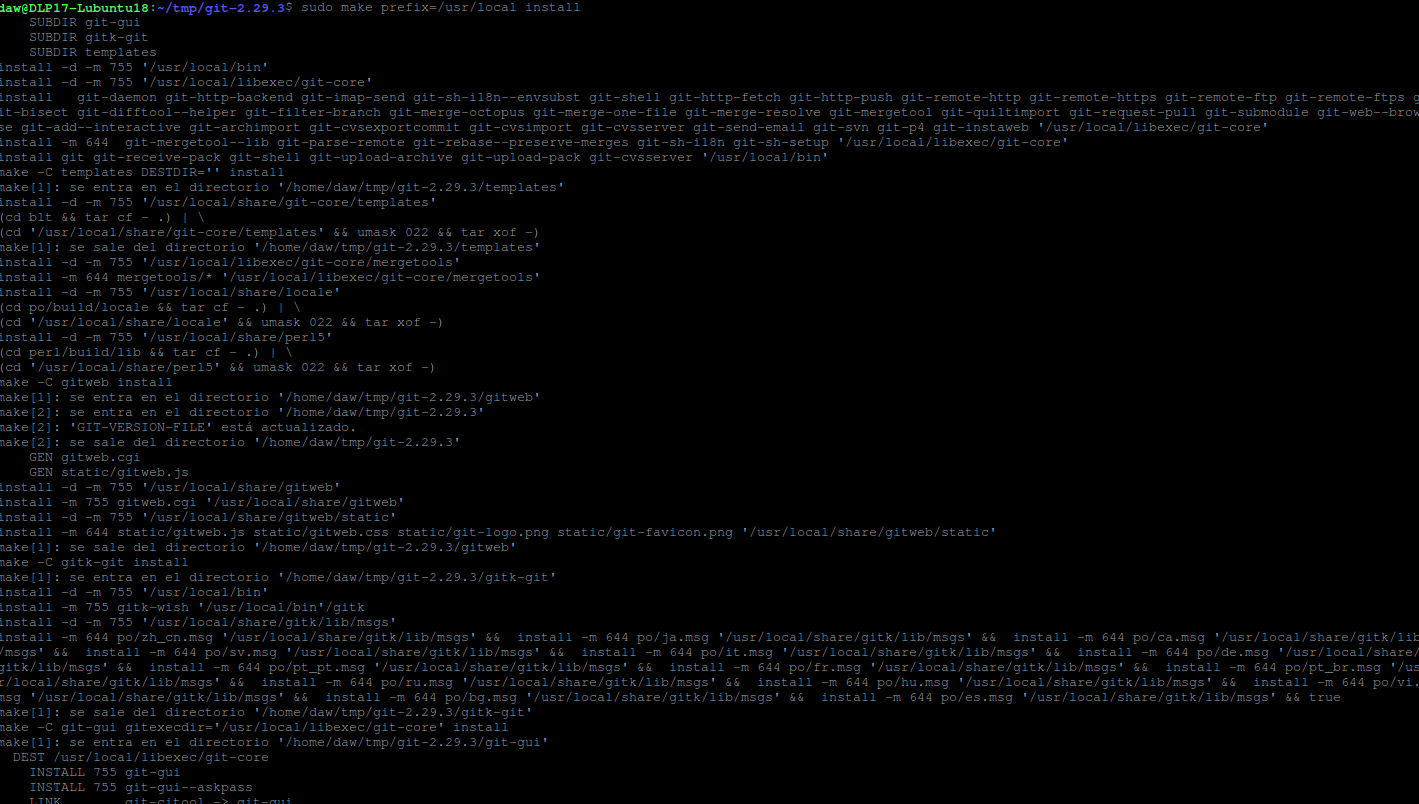 daw@DLP17-Lubuntu18:~/tmp/git-2.29.3$ sudo make prefix=/usr/local install
SUBDIR git-gui
SUBDIR gitk-git
SUBDIR templates
install -d -m 755 '/usr/local/bin'
install -d -m 755 '/usr/local/libexec/git-core'
install   git-daemon git-http-backend git-imap-send git-sh-i18n--envsubst git-shell git-http-fetch git-http-push git-remote-http git-remote-https git-remote-ftp git-remote-ftps g
it-bisect git-difftool--helper git-filter-branch git-merge-octopus git-merge-one-file git-merge-resolve git-mergetool git-quiltimport git-request-pull git-submodule git-web--brow
se git-add--interactive git-archimport git-cvsexportcommit git-cvsimport git-cvsserver git-send-email git-svn git-p4 git-instaweb '/usr/local/libexec/git-core'
install -m 644  git-mergetool--lib git-parse-remote git-rebase--preserve-merges git-sh-i18n git-sh-setup '/usr/local/libexec/git-core'
install git git-receive-pack git-shell git-upload-archive git-upload-pack git-cvsserver '/usr/local/bin'
make -C templates DESTDIR='' install
make[1]: se entra en el directorio '/home/daw/tmp/git-2.29.3/templates'
install -d -m 755 '/usr/local/share/git-core/templates'
(cd blt && tar cf - .) | \
(cd '/usr/local/share/git-core/templates' && umask 022 && tar xof -)
make[1]: se sale del directorio '/home/daw/tmp/git-2.29.3/templates'
install -d -m 755 '/usr/local/libexec/git-core/mergetools'
install -m 644 mergetools/* '/usr/local/libexec/git-core/mergetools'
install -d -m 755 '/usr/local/share/locale'
(cd po/build/locale && tar cf - .) | \
(cd '/usr/local/share/locale' && umask 022 && tar xof -)
install -d -m 755 '/usr/local/share/perl5'
(cd perl/build/lib && tar cf - .) | \
(cd '/usr/local/share/perl5' && umask 022 && tar xof -)
make -C gitweb install
make[1]: se entra en el directorio '/home/daw/tmp/git-2.29.3/gitweb'
make[2]: se entra en el directorio '/home/daw/tmp/git-2.29.3'
make[2]: 'GIT-VERSION-FILE' está actualizado.
make[2]: se sale del directorio '/home/daw/tmp/git-2.29.3'
GEN gitweb.cgi
GEN static/gitweb.js
install -d -m 755 '/usr/local/share/gitweb'
install -m 755 gitweb.cgi '/usr/local/share/gitweb'
install -d -m 755 '/usr/local/share/gitweb/static'
install -m 644 static/gitweb.js static/gitweb.css static/git-logo.png static/git-favicon.png '/usr/local/share/gitweb/static'
make[1]: se sale del directorio '/home/daw/tmp/git-2.29.3/gitweb'
make -C gitk-git install
make[1]: se entra en el directorio '/home/daw/tmp/git-2.29.3/gitk-git'
install -d -m 755 '/usr/local/bin'
install -m 755 gitk-wish '/usr/local/bin'/gitk
install -d -m 755 '/usr/local/share/gitk/lib/msgs'
install -m 644 po/zh_cn.msg '/usr/local/share/gitk/lib/msgs' &&  install -m 644 po/ja.msg '/usr/local/share/gitk/lib/msgs' &&  install -m 644 po/ca.msg '/usr/local/share/gitk/lib
/msgs' &&  install -m 644 po/sv.msg '/usr/local/share/gitk/lib/msgs' &&  install -m 644 po/it.msg '/usr/local/share/gitk/lib/msgs' &&  install -m 644 po/de.msg '/usr/local/share/
gitk/lib/msgs' &&  install -m 644 po/pt_pt.msg '/usr/local/share/gitk/lib/msgs' &&  install -m 644 po/fr.msg '/usr/local/share/gitk/lib/msgs' &&  install -m 644 po/pt_br.msg '/us
r/local/share/gitk/lib/msgs' &&  install -m 644 po/ru.msg '/usr/local/share/gitk/lib/msgs' &&  install -m 644 po/hu.msg '/usr/local/share/gitk/lib/msgs' &&  install -m 644 po/vi.
msg '/usr/local/share/gitk/lib/msgs' &&  install -m 644 po/bg.msg '/usr/local/share/gitk/lib/msgs' &&  install -m 644 po/es.msg '/usr/local/share/gitk/lib/msgs' && true
make[1]: se sale del directorio '/home/daw/tmp/git-2.29.3/gitk-git'
make -C git-gui gitexecdir='/usr/local/libexec/git-core' install
make[1]: se entra en el directorio '/home/daw/tmp/git-2.29.3/git-gui'
DEST /usr/local/libexec/git-core
INSTALL 755 git-gui
INSTALL 755 git-gui--askpass
LINK        git-citool -> git-gui